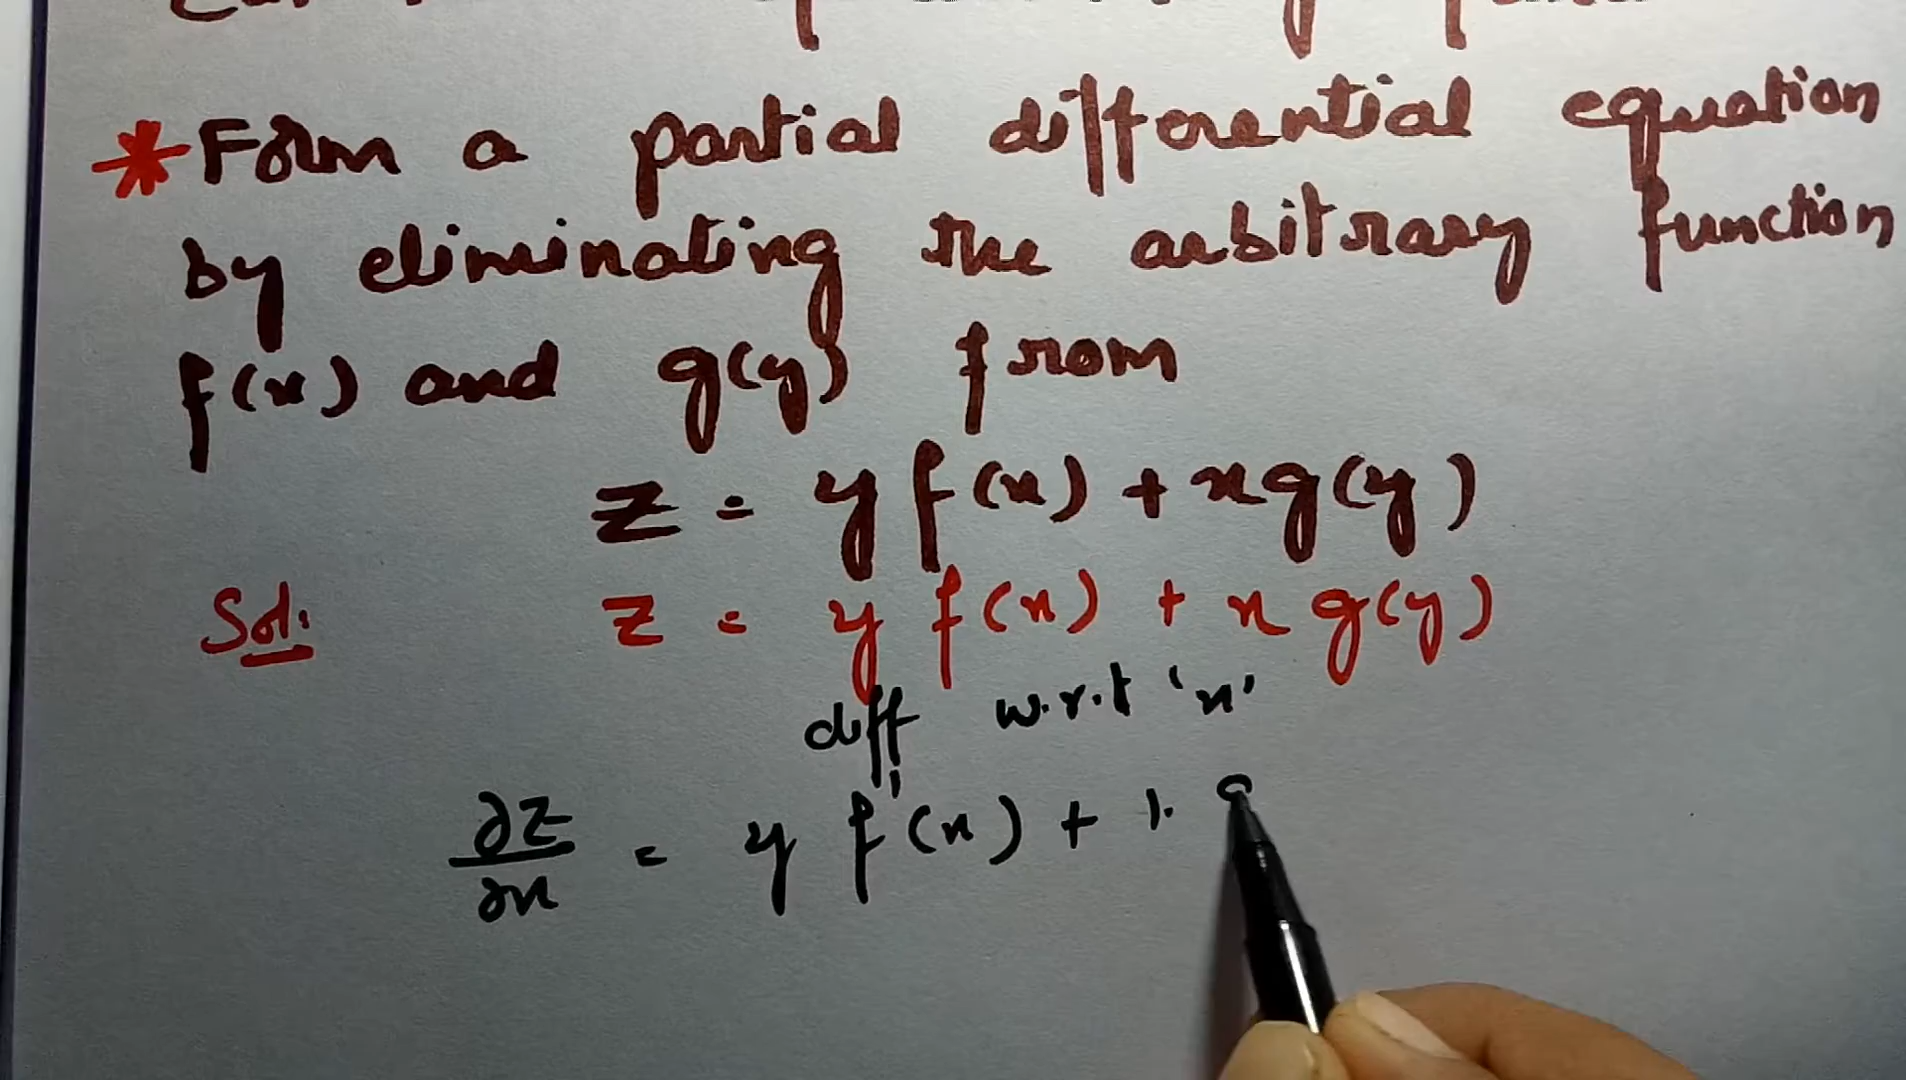 *Form a partial differential equation
by eliminating the arbitrary function
f(x) and g(y) from
z = y f(x) + x g(y)
Sol: z = y f(x) + x g(y)
diff w.r.t 'x'
∂z/∂x = y f'(x) + 1.